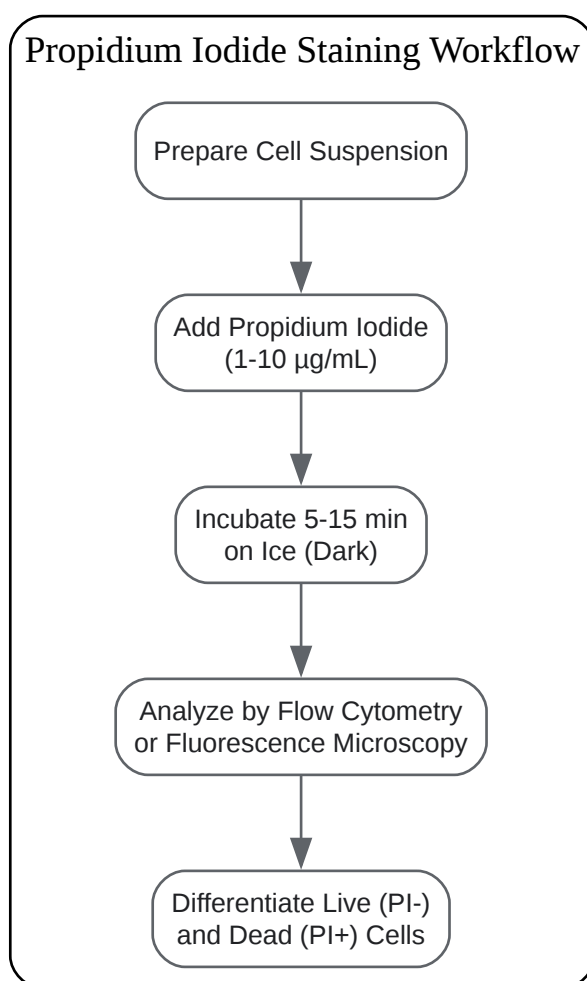 Propidium Iodide Staining Workflow
Prepare Cell Suspension
Add Propidium Iodide
(1-10 µg/mL)
Incubate 5-15 min
on Ice (Dark)
Analyze by Flow Cytometry
or Fluorescence Microscopy
Differentiate Live (PI-)
and Dead (PI+) Cells